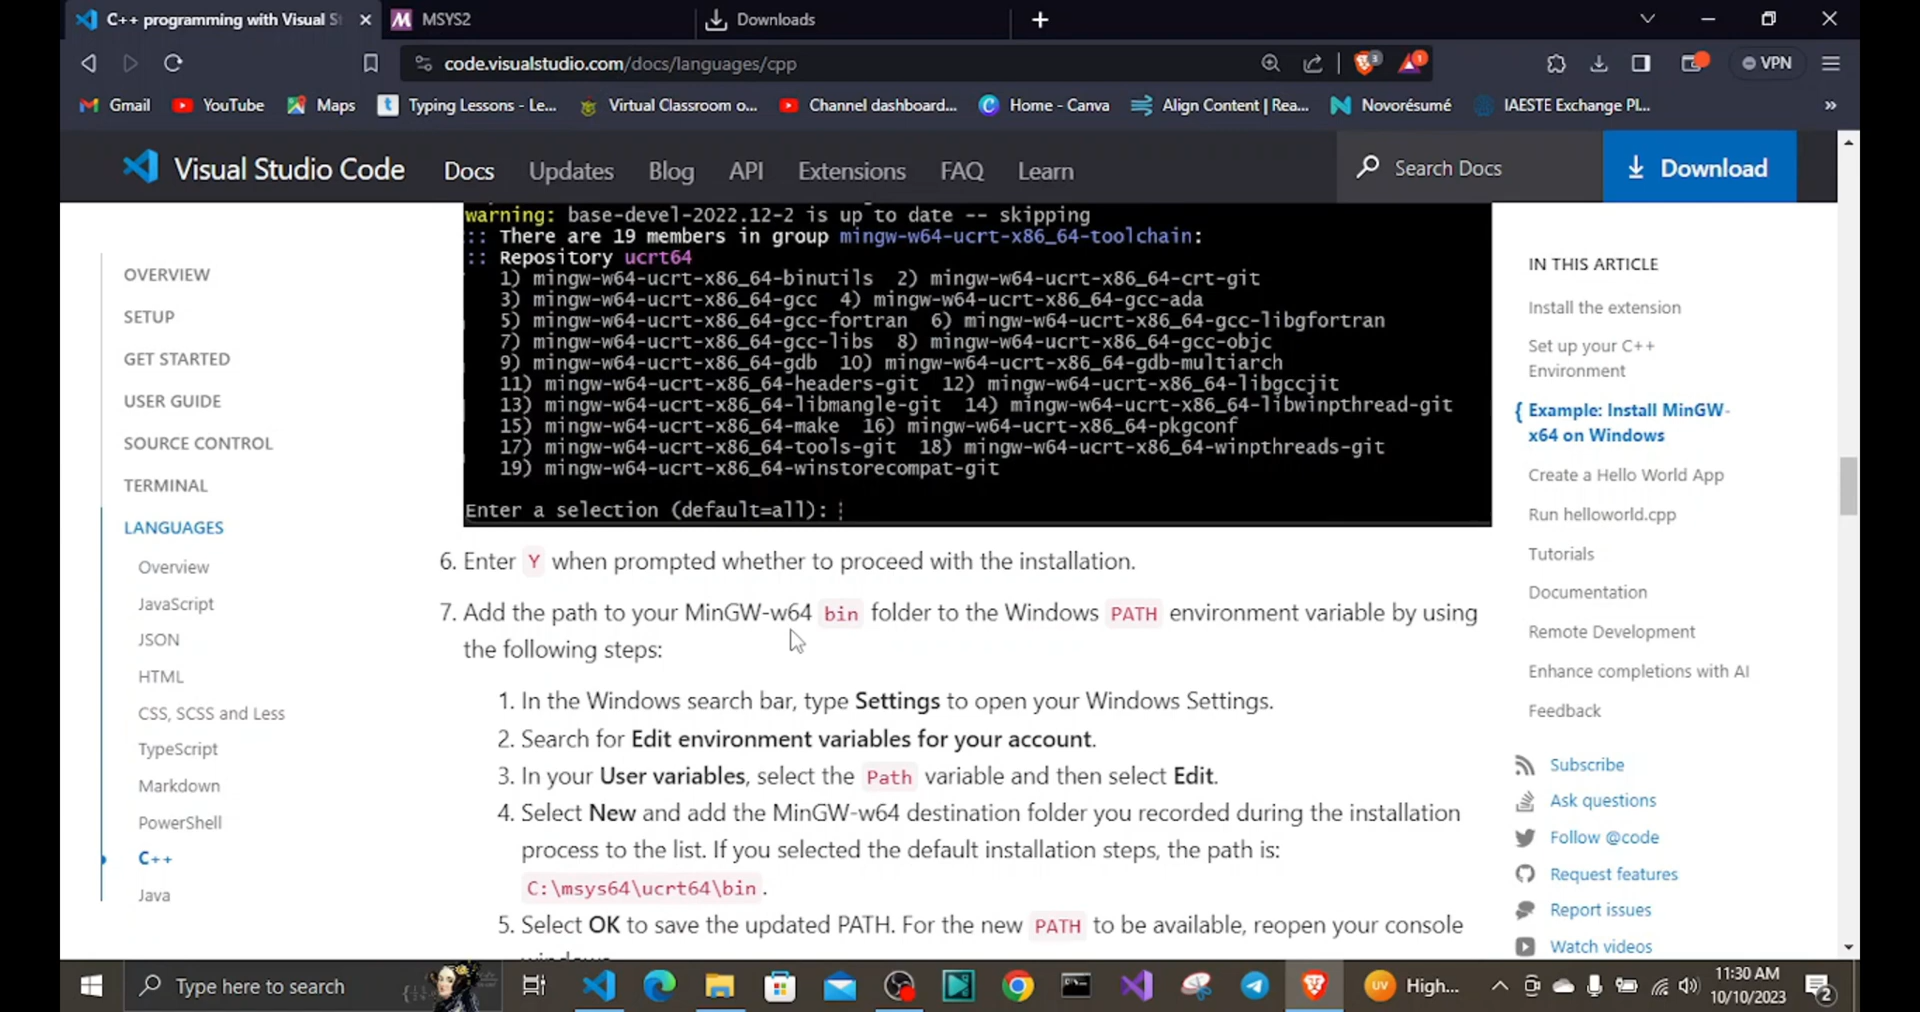 C++ programming with Visual St
MSYS2
Downloads
code.visualstudio.com/docs/languages/cpp
3
1
VPN
Gmail
YouTube
Maps
Typing Lessons - Le...
Virtual Classroom o...
Channel dashboard...
Home - Canva
Align Content | Rea...
Novorésumé
IAESTE Exchange Pl...
»
Visual Studio Code
Docs
Updates
Blog
API
Extensions
FAQ
Learn
Search Docs
Download
warning: base-devel-2022.12-2 is up to date -- skipping
:: There are 19 members in group mingw-w64-ucrt-x86_64-toolchain:
:: Repository ucrt64
1) mingw-w64-ucrt-x86_64-binutils 2) mingw-w64-ucrt-x86_64-crt-git
3) mingw-w64-ucrt-x86_64-gcc 4) mingw-w64-ucrt-x86_64-gcc-ada
5) mingw-w64-ucrt-x86_64-gcc-fortran 6) mingw-w64-ucrt-x86_64-gcc-libgfortran
7) mingw-w64-ucrt-x86_64-gcc-libs 8) mingw-w64-ucrt-x86_64-gcc-objc
9) mingw-w64-ucrt-x86_64-gdb 10) mingw-w64-ucrt-x86_64-gdb-multiarch
11) mingw-w64-ucrt-x86_64-headers-git 12) mingw-w64-ucrt-x86_64-libgccjit
13) mingw-w64-ucrt-x86_64-libmangle-git 14) mingw-w64-ucrt-x86_64-libwinpthread-git
15) mingw-w64-ucrt-x86_64-make 16) mingw-w64-ucrt-x86_64-pkgconf
17) mingw-w64-ucrt-x86_64-tools-git 18) mingw-w64-ucrt-x86_64-winpthreads-git
19) mingw-w64-ucrt-x86_64-winstorecompat-git
Enter a selection (default=all):
6. Enter Y when prompted whether to proceed with the installation.
7. Add the path to your MinGW-w64 bin folder to the Windows PATH environment variable by using
the following steps:
1. In the Windows search bar, type Settings to open your Windows Settings.
2. Search for Edit environment variables for your account.
3. In your User variables, select the Path variable and then select Edit.
4. Select New and add the MinGW-w64 destination folder you recorded during the installation
process to the list. If you selected the default installation steps, the path is:
C:\msys64\ucrt64\bin.
5. Select OK to save the updated PATH. For the new PATH to be available, reopen your console
OVERVIEW
SETUP
GET STARTED
USER GUIDE
SOURCE CONTROL
TERMINAL
LANGUAGES
Overview
JavaScript
JSON
HTML
CSS, SCSS and Less
TypeScript
Markdown
PowerShell
C++
Java
IN THIS ARTICLE
Install the extension
Set up your C++
Environment
Example: Install MinGW-
x64 on Windows
Create a Hello World App
Run helloworld.cpp
Tutorials
Documentation
Remote Development
Enhance completions with AI
Feedback
Subscribe
Ask questions
Follow @code
Request features
Report issues
Watch videos
Type here to search
UV
High...
11:30 AM
10/10/2023
2